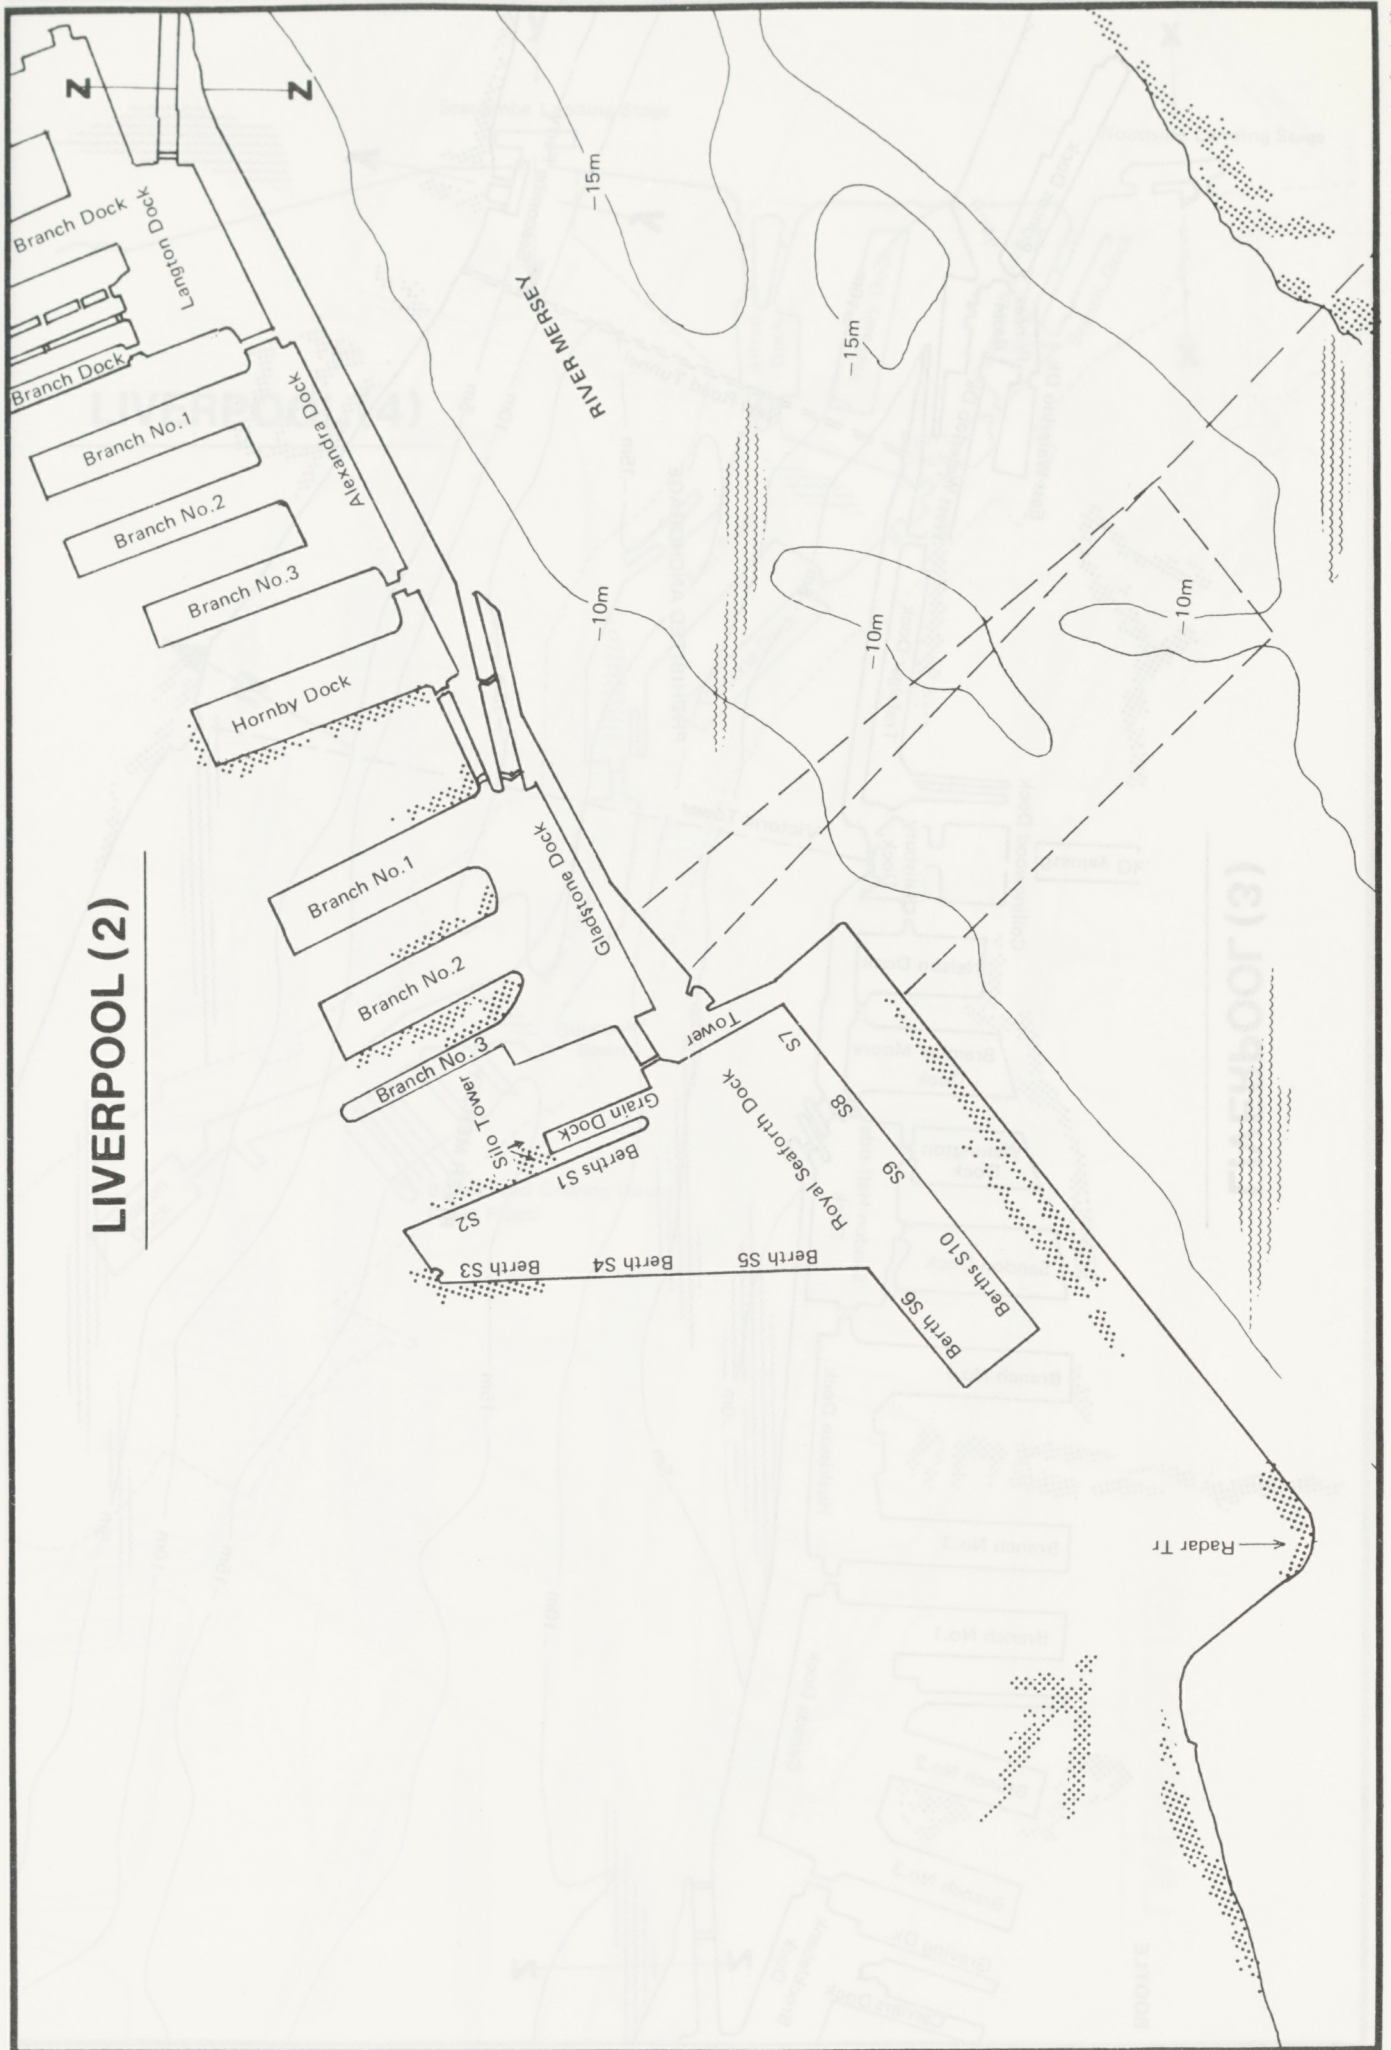 LIVERPOOL (2)
Z
Z
Branch Dock
Langton Dock
Branch Dock
Branch No.1
Alexandra Dock
Branch No.2
Branch No.3
Hornby Dock
RIVER MERSEY
–15m
–15m
–10m
–10m
–10m
Branch No.1
Gladstone Dock
Branch No.2
Branch No. 3
Silo Tower
Grain Dock
Tower
Royal Seaforth Dock
Berths S1
S2
Berth S3
Berth S4
Berth S5
Berth S6
S7
S8
S9
Berths S10
Radar Tr